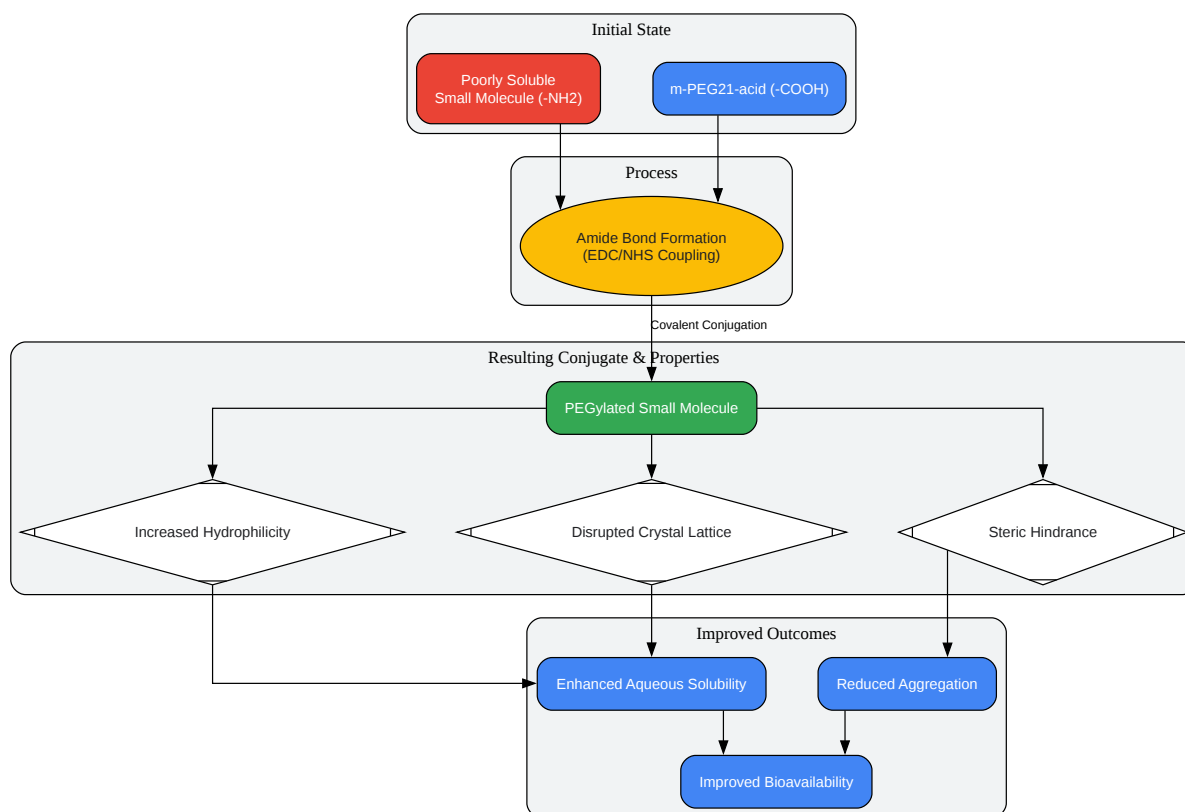 Initial State
Poorly Soluble
Small Molecule (-NH2)
m-PEG21-acid (-COOH)
Process
Amide Bond Formation
(EDC/NHS Coupling)
Covalent Conjugation
Resulting Conjugate & Properties
PEGylated Small Molecule
Increased Hydrophilicity
Disrupted Crystal Lattice
Steric Hindrance
Improved Outcomes
Enhanced Aqueous Solubility
Reduced Aggregation
Improved Bioavailability